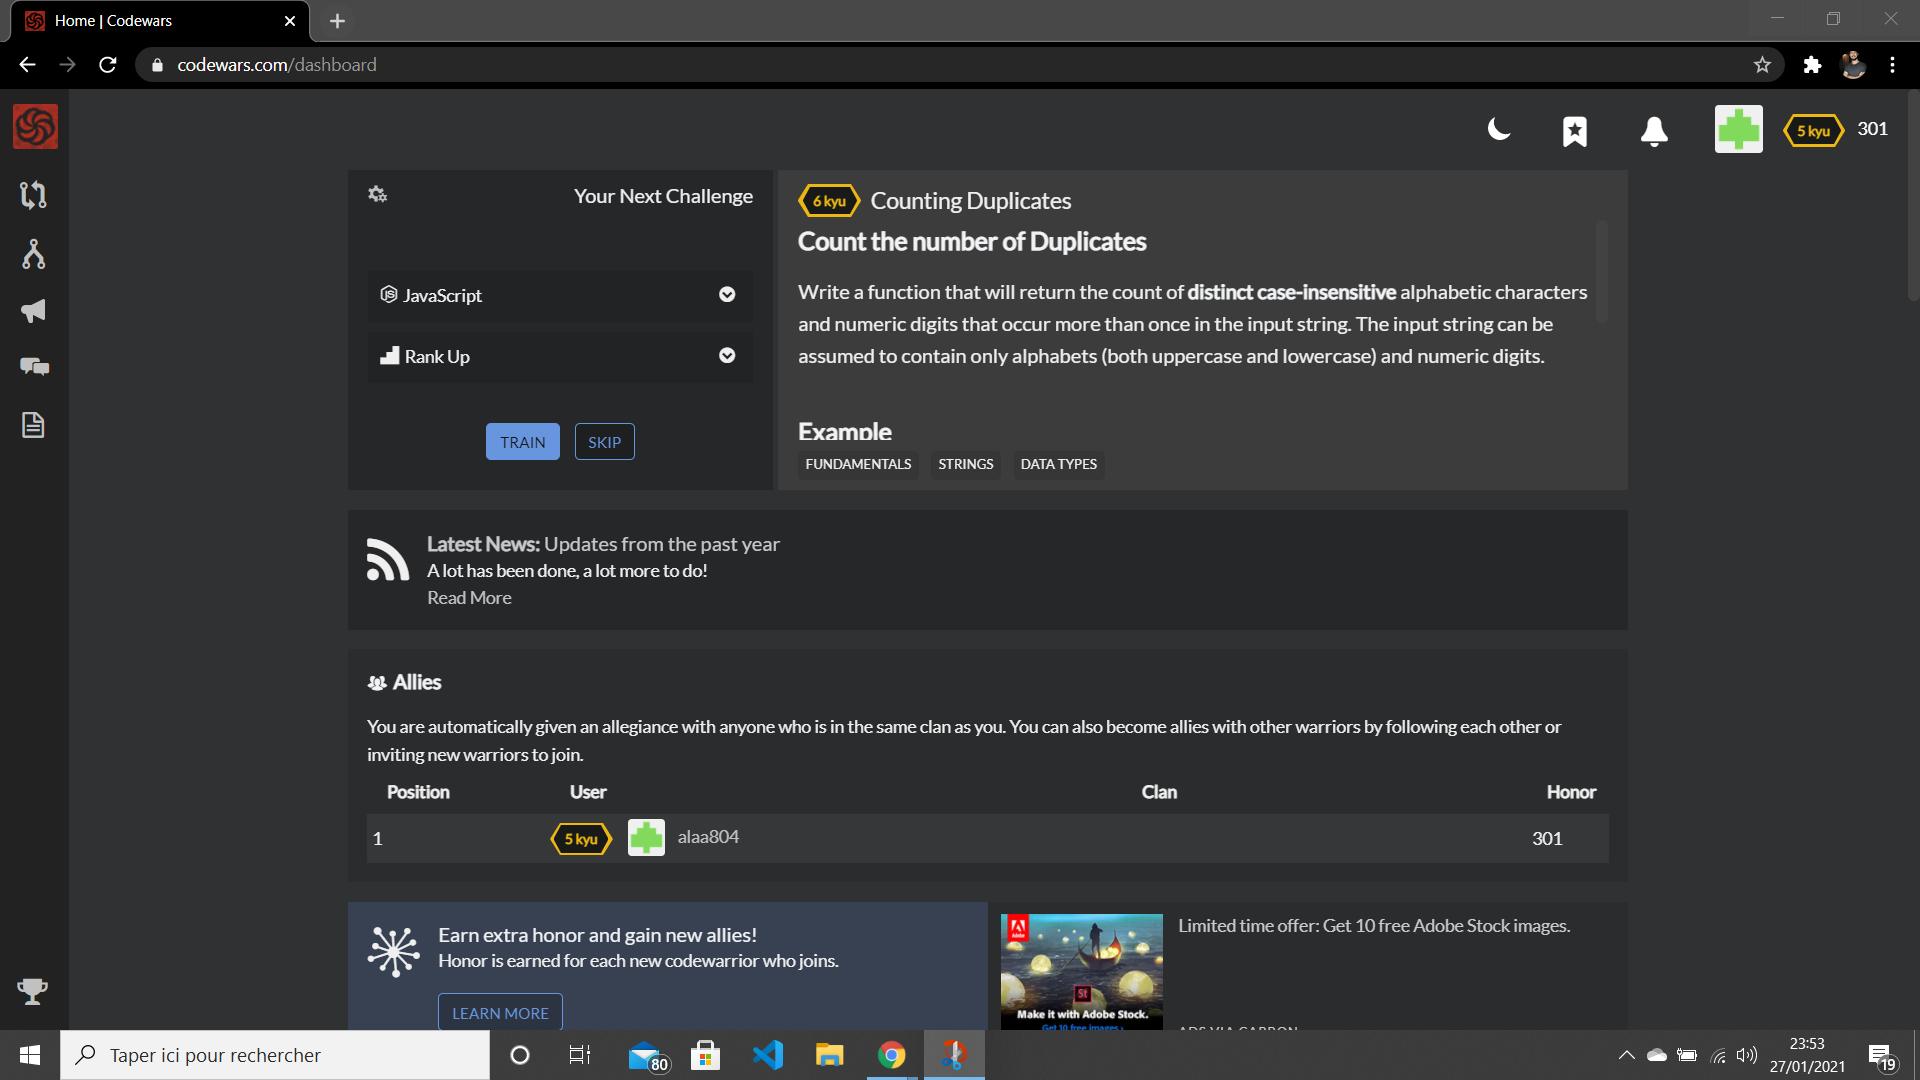 Home | Codewars
codewars.com/dashboard
5 kyu 301
Your Next Challenge
JavaScript
Rank Up
TRAIN SKIP
6 kyu Counting Duplicates
Count the number of Duplicates
Write a function that will return the count of distinct case-insensitive alphabetic characters
and numeric digits that occur more than once in the input string. The input string can be
assumed to contain only alphabets (both uppercase and lowercase) and numeric digits.
Example
FUNDAMENTALS STRINGS DATA TYPES
Latest News: Updates from the past year
A lot has been done, a lot more to do!
Read More
Allies
You are automatically given an allegiance with anyone who is in the same clan as you. You can also become allies with other warriors by following each other or
inviting new warriors to join.
Position User Clan Honor
1 5 kyu alaa804 301
Earn extra honor and gain new allies!
Honor is earned for each new codewarrior who joins.
LEARN MORE
Adobe
St
Make it with Adobe Stock.
Get 10 free images ›
Limited time offer: Get 10 free Adobe Stock images.
ADS VIA CARBON
Taper ici pour rechercher
80
23:53
27/01/2021
19